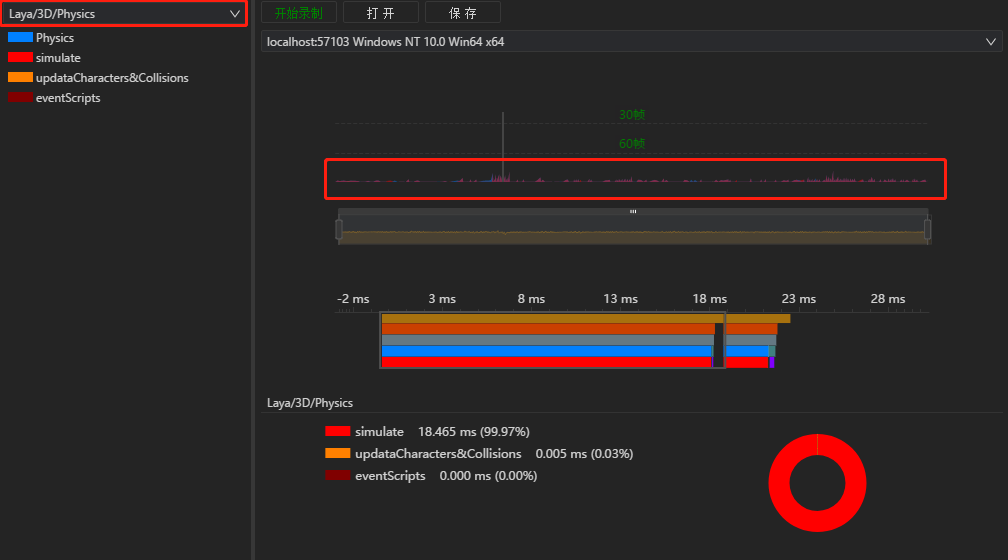 Laya/3D/Physics
Physics
simulate
updataCharacters&Collisions
eventScripts
开始录制 打 开 保 存
localhost:57103 Windows NT 10.0 Win64 x64
30帧
60帧
-2 ms 3 ms 8 ms 13 ms 18 ms 23 ms 28 ms
Laya/3D/Physics
simulate 18.465 ms (99.97%)
updataCharacters&Collisions 0.005 ms (0.03%)
eventScripts 0.000 ms (0.00%)